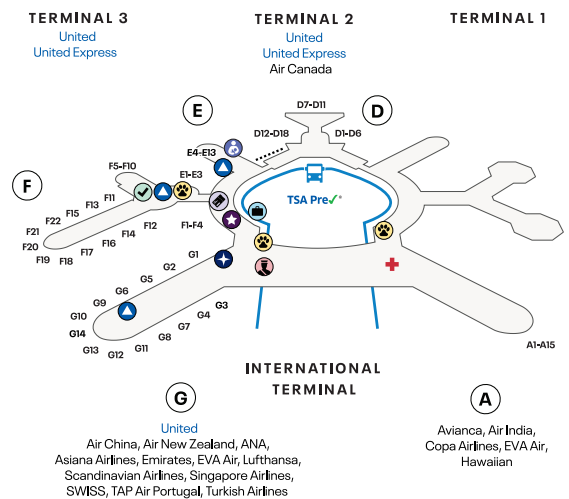 TERMINAL 3
United
United Express
TERMINAL 2
United
United Express
Air Canada
TERMINAL 1
E
D7-D11
D
D12-D18
D1-D6
E4-E13
F5-F10
E1-E3
F
TSA Pre✓®
F11
F13
F15
F22
F21
F20
F19
F18
F17
F16
F14
F12
F1-F4
G1
G2
G5
G6
G9
G10
G14
G13
G12
G11
G8
G7
G4
G3
A1-A15
INTERNATIONAL
TERMINAL
G
United
Air China, Air New Zealand, ANA,
Asiana Airlines, Emirates, EVA Air, Lufthansa,
Scandinavian Airlines, Singapore Airlines,
SWISS, TAP Air Portugal, Turkish Airlines
A
Avianca, Air India,
Copa Airlines, EVA Air,
Hawaiian